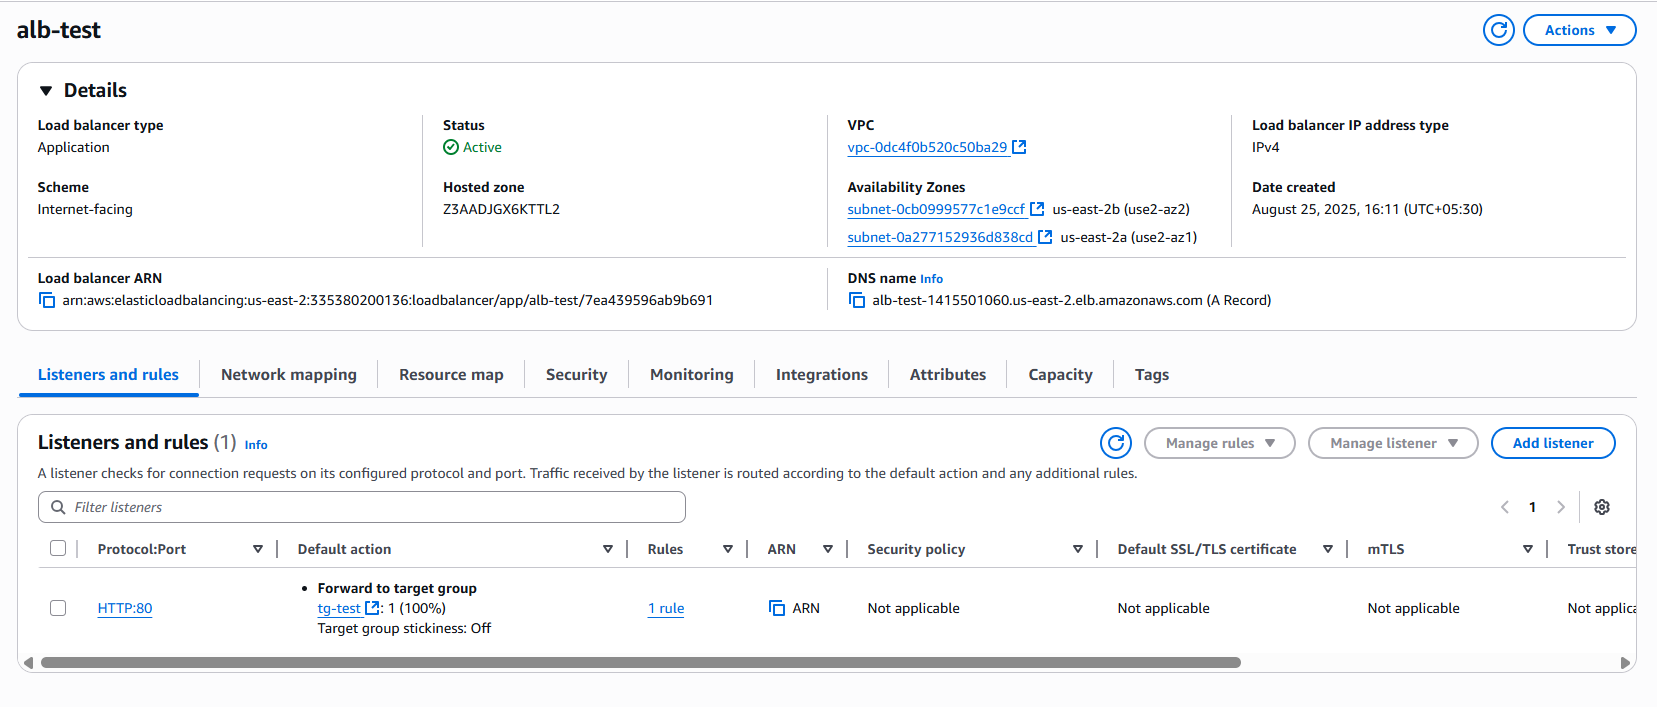 alb-test
Actions
Details
Load balancer type
Application
Status
Active
VPC
vpc-0dc4f0b520c50ba29
Load balancer IP address type
IPv4
Scheme
Internet-facing
Hosted zone
Z3AADJGX6KTTL2
Availability Zones
subnet-0cb0999577c1e9ccf us-east-2b (use2-az2)
subnet-0a277152936d838cd us-east-2a (use2-az1)
Date created
August 25, 2025, 16:11 (UTC+05:30)
Load balancer ARN
arn:aws:elasticloadbalancing:us-east-2:335380200136:loadbalancer/app/alb-test/7ea439596ab9b691
DNS name Info
alb-test-1415501060.us-east-2.elb.amazonaws.com (A Record)
Listeners and rules Network mapping Resource map Security Monitoring Integrations Attributes Capacity Tags
Listeners and rules (1) Info
Manage rules Manage listener Add listener
A listener checks for connection requests on its configured protocol and port. Traffic received by the listener is routed according to the default action and any additional rules.
Filter listeners
1
Protocol:Port Default action Rules ARN Security policy Default SSL/TLS certificate mTLS Trust store
• Forward to target group
HTTP:80 tg-test : 1 (100%) 1 rule ARN Not applicable Not applicable Not applicable Not applica
Target group stickiness: Off